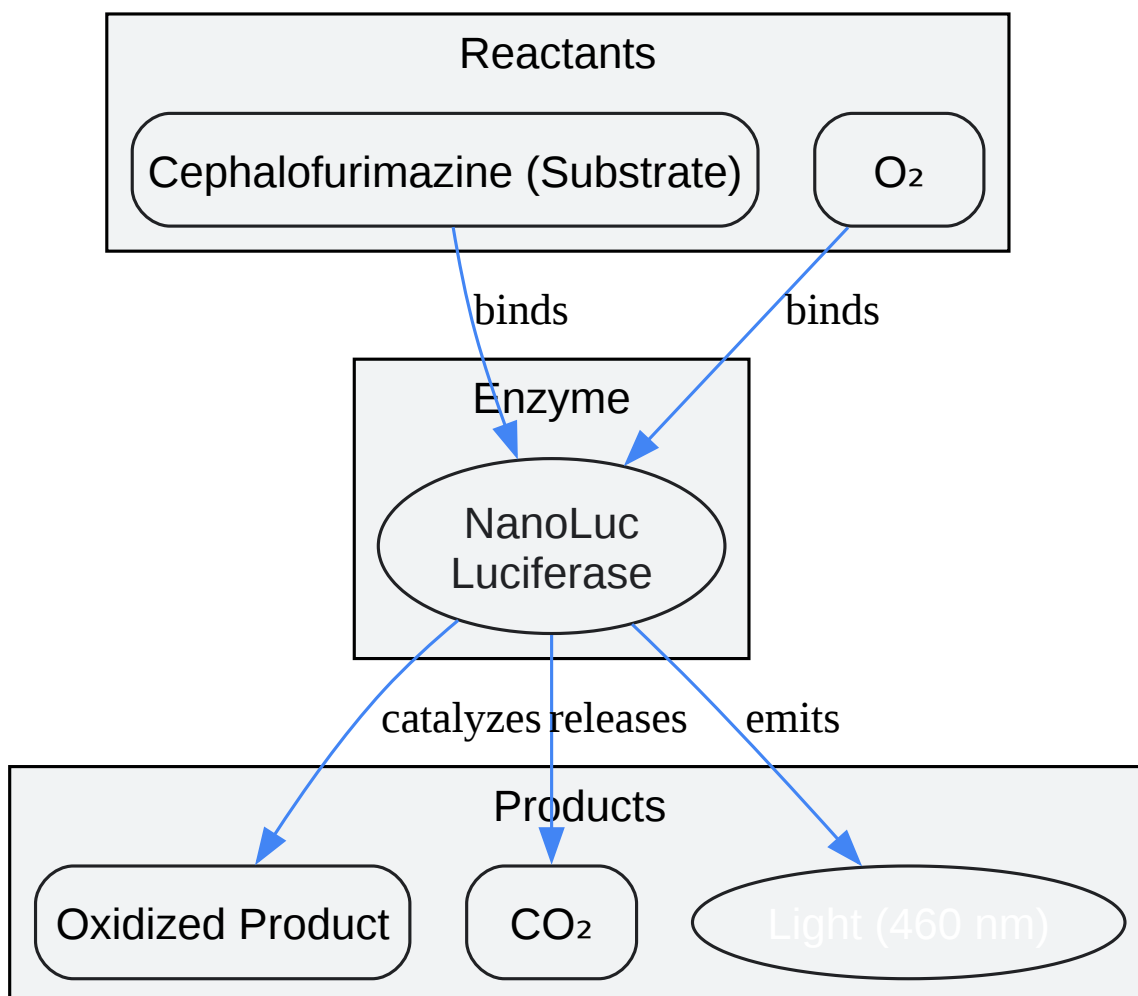 Reactants
Cephalofurimazine (Substrate)
O₂
binds
binds
Enzyme
NanoLuc
Luciferase
catalyzes
releases
emits
Products
Oxidized Product
CO₂
Light (460 nm)